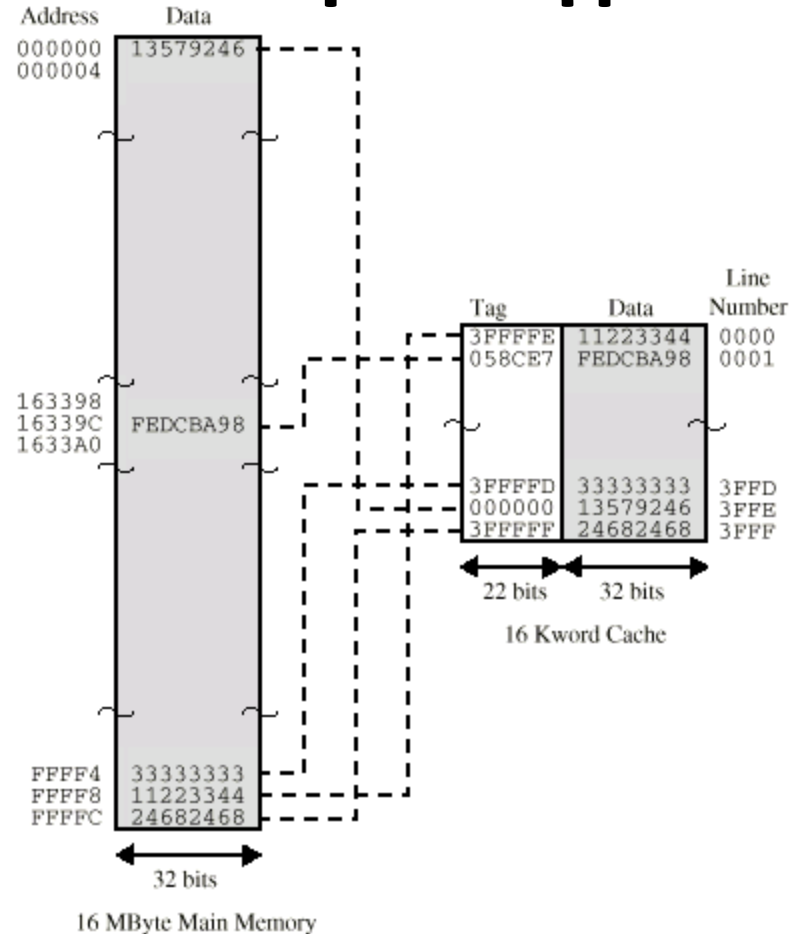 Address Data
000000 13579246
000004
163398
16339C FEDCBA98
1633A0
FFFF4 33333333
FFFF8 11223344
FFFFC 24682468
32 bits
16 MByte Main Memory
Tag Data Line
Number
3FFFFE 11223344 0000
058CE7 FEDCBA98 0001
3FFFFD 33333333 3FFD
000000 13579246 3FFE
3FFFFF 24682468 3FFF
22 bits 32 bits
16 Kword Cache